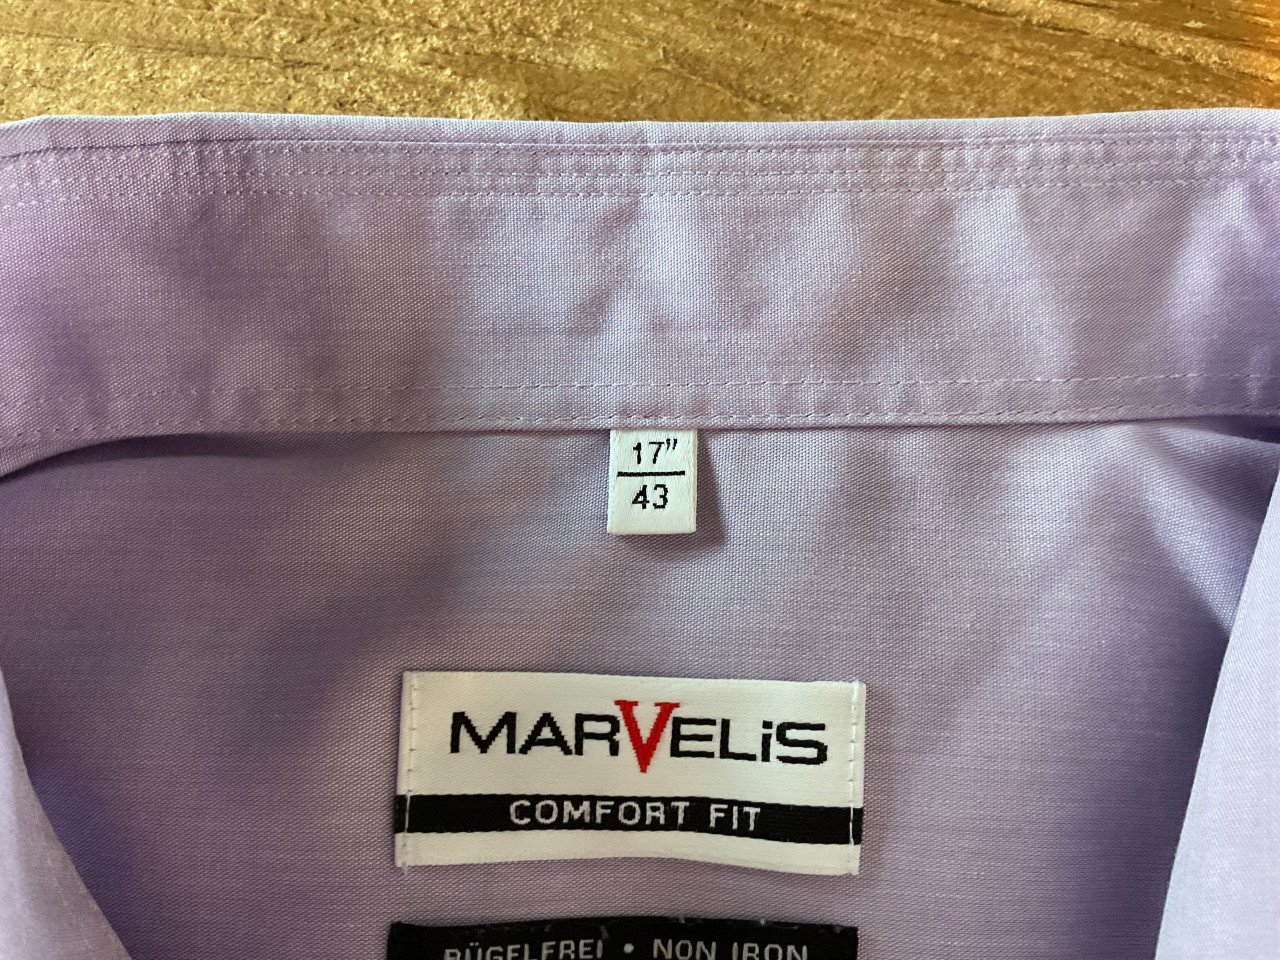 17"
43
MARVELiS
COMFORT FIT
BÜGELFREI • NON IRON